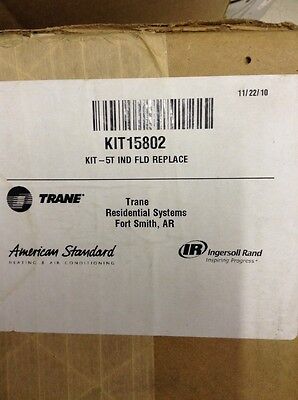 11/22/10
KIT15802
KIT-5T IND FLD REPLACE
TRANE
Trane
Residential Systems
Fort Smith, AR
American Standard
HEATING & AIR CONDITIONING
IR Ingersoll Rand
Inspiring Progress™